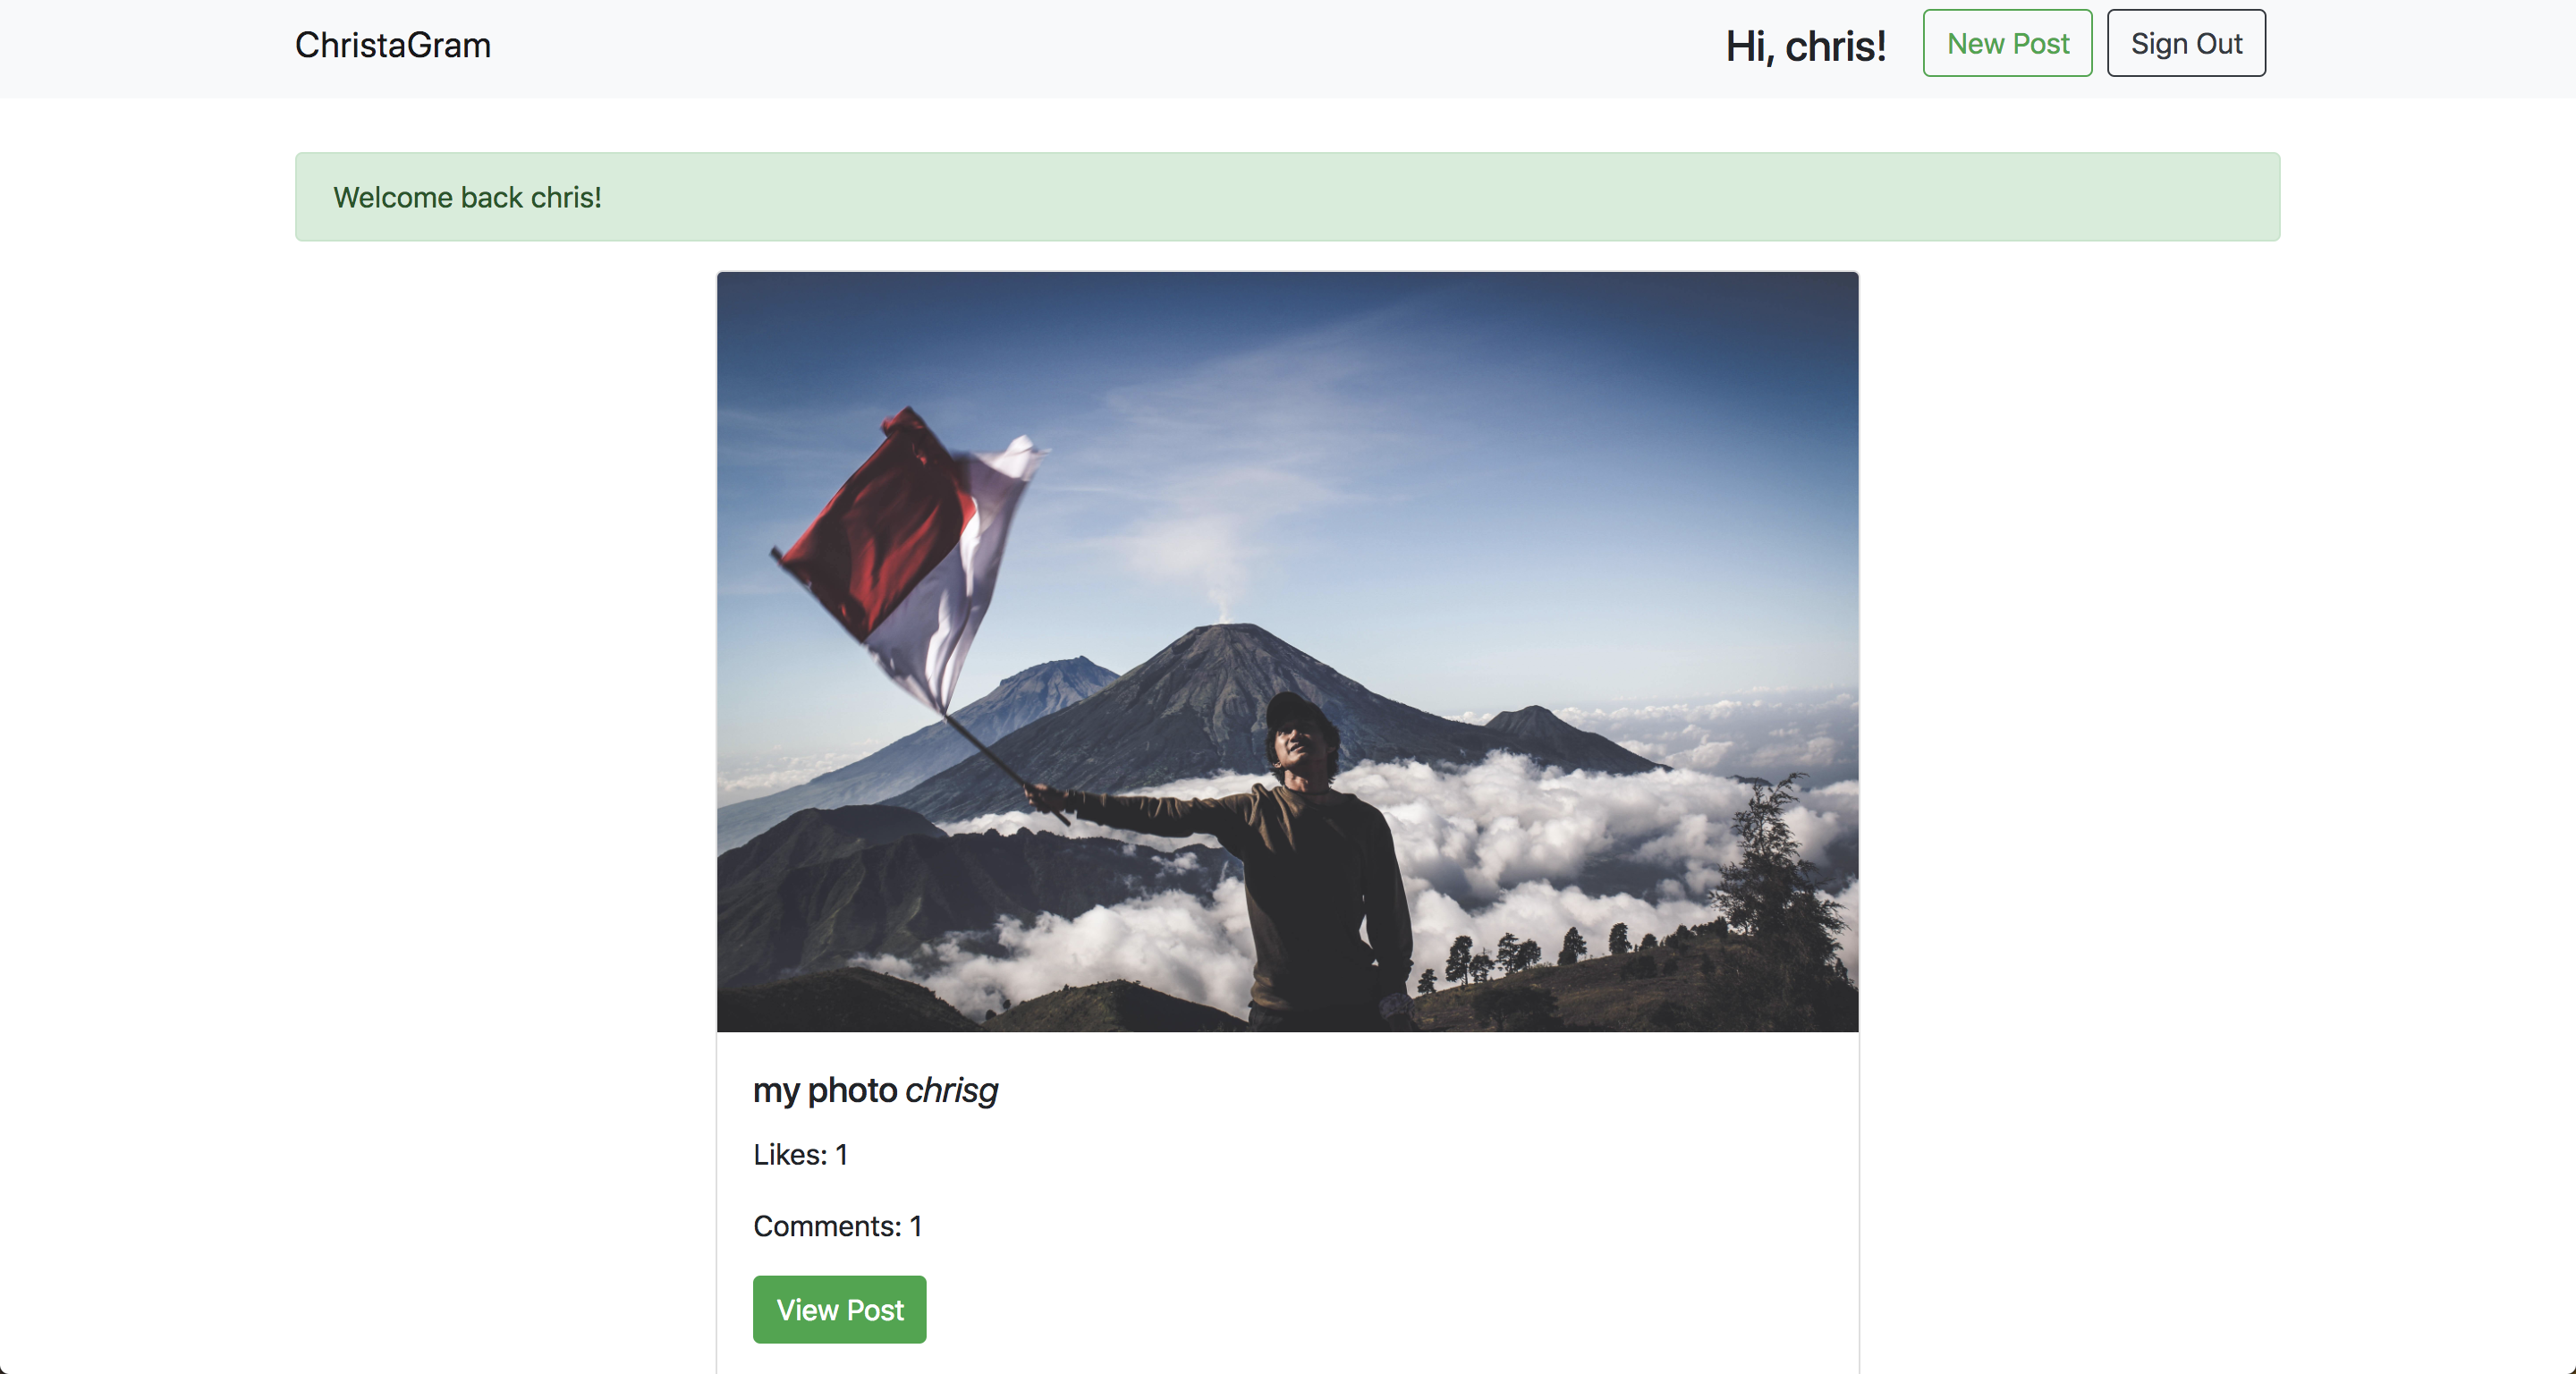 ChristaGram Hi, chris! New Post Sign Out
Welcome back chris!
my photo chrisg
Likes: 1
Comments: 1
View Post